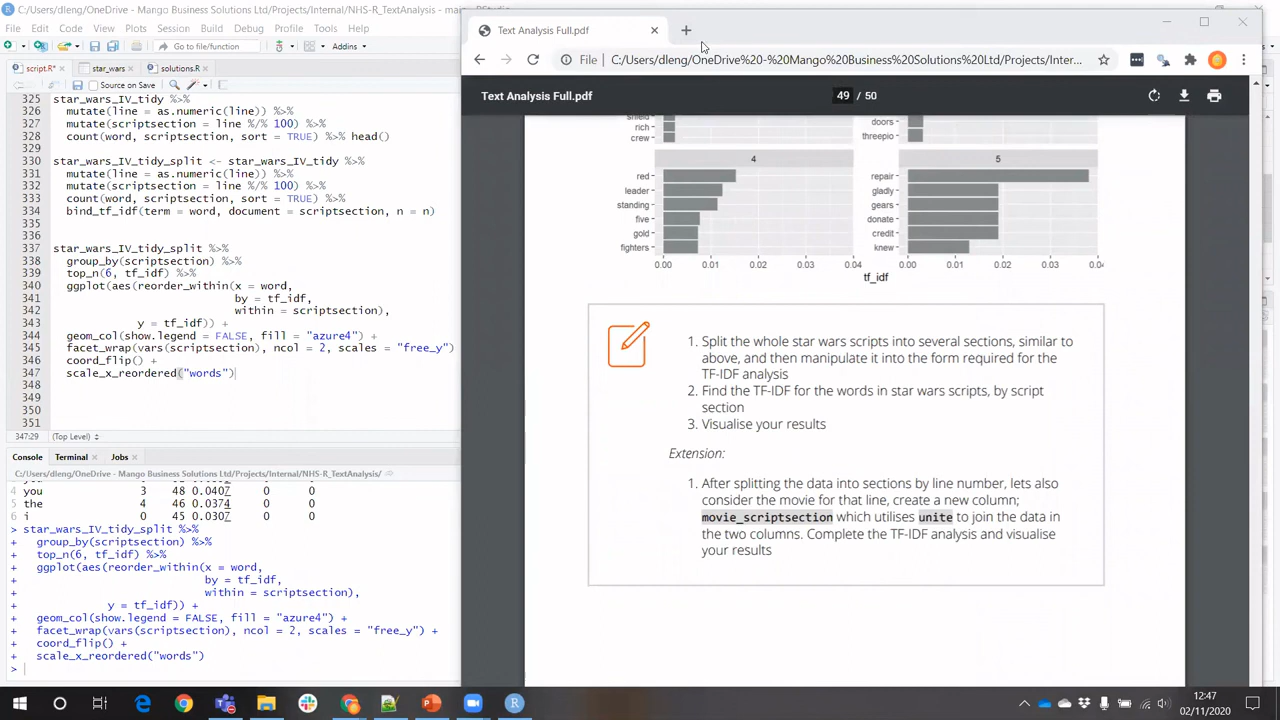 C:/Users/dleng/OneDrive - Mango Business Solutions Ltd/Projects/Internal/NHS-R_TextAnalysis - ma
File Edit Code View Plots Session Build Debug Profile Tools Help
Go to file/function
Addins
script.R*
star_wars
solutions.R
Source on Save
325 star_wars_IV_tidy %>%
326 mutate(line = as.numeric(line)) %>%
327 mutate(scriptsection = line %/% 100) %>%
328 count(word, scriptsection, sort = TRUE) %>% head()
329
330 star_wars_IV_tidy_split <- star_wars_IV_tidy %>%
331 mutate(line = as.numeric(line)) %>%
332 mutate(scriptsection = line %/% 100) %>%
333 count(word, scriptsection, sort = TRUE) %>%
334 bind_tf_idf(term = word, document = scriptsection, n = n)
335
336
337 star_wars_IV_tidy_split %>%
338 group_by(scriptsection) %>%
339 top_n(6, tf_idf) %>%
340 ggplot(aes(reorder_within(x = word,
341 by = tf_idf,
342 within = scriptsection),
343 y = tf_idf)) +
344 geom_col(show.legend = FALSE, fill = "azure4") +
345 facet_wrap(vars(scriptsection), ncol = 2, scales = "free_y")
346 coord_flip() +
347 scale_x_reordered("words")
348
349
350
351
347:29 (Top Level)
Console Terminal Jobs
C:/Users/dleng/OneDrive - Mango Business Solutions Ltd/Projects/Internal/NHS-R_TextAnalysis/
4 you 3 48 0.0407 0 0
5 the 4 46 0.0374 0 0
6 i 0 45 0.0307 0 0
> star_wars_IV_tidy_split %>%
+ group_by(scriptsection) %>%
+ top_n(6, tf_idf) %>%
+ ggplot(aes(reorder_within(x = word,
+ by = tf_idf,
+ within = scriptsection),
+ y = tf_idf)) +
+ geom_col(show.legend = FALSE, fill = "azure4") +
+ facet_wrap(vars(scriptsection), ncol = 2, scales = "free_y") +
+ coord_flip() +
+ scale_x_reordered("words")
>
Text Analysis Full.pdf
File C:/Users/dleng/OneDrive%20-%20Mango%20Business%20Solutions%20Ltd/Projects/Inter...
Text Analysis Full.pdf
49 / 50
shield
rich
crew
doors
threepio
4
5
red
leader
standing
five
gold
fighters
repair
gladly
gears
donate
credit
knew
0.00 0.01 0.02 0.03 0.04
0.00 0.01 0.02 0.03 0.04
tf_idf
1. Split the whole star wars scripts into several sections, similar to
above, and then manipulate it into the form required for the
TF-IDF analysis
2. Find the TF-IDF for the words in star wars scripts, by script
section
3. Visualise your results
Extension:
1. After splitting the data into sections by line number, lets also
consider the movie for that line, create a new column;
movie_scriptsection which utilises unite to join the data in
the two columns. Complete the TF-IDF analysis and visualise
your results
12:47
02/11/2020